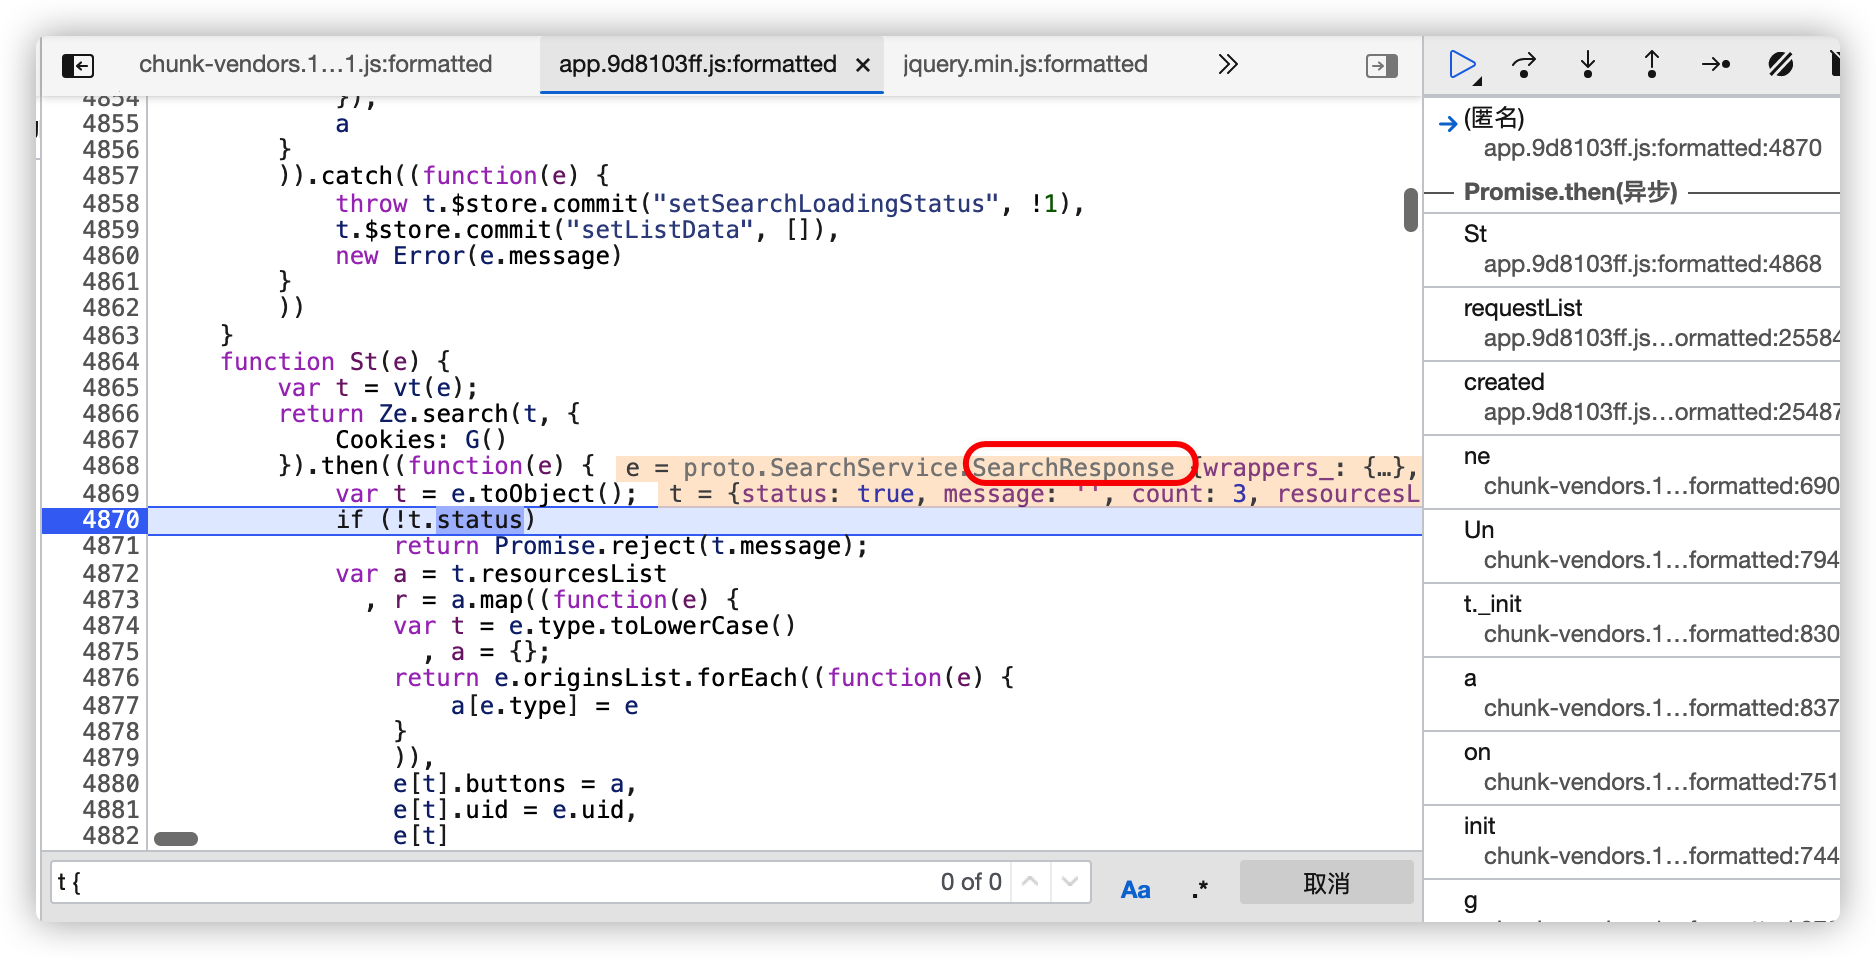 chunk-vendors.1…1.js:formatted
app.9d8103ff.js:formatted ×
jquery.min.js:formatted
4854 }),
4855 a
4856 }
4857 )).catch((function(e) {
4858 throw t.$store.commit("setSearchLoadingStatus", !1),
4859 t.$store.commit("setListData", []),
4860 new Error(e.message)
4861 }
4862 ))
4863 }
4864 function St(e) {
4865 var t = vt(e);
4866 return Ze.search(t, {
4867 Cookies: G()
4868 }).then((function(e) { e = proto.SearchService.SearchResponse {wrappers_: {…},
4869 var t = e.toObject(); t = {status: true, message: '', count: 3, resourcesL
4870 if (!t.status)
4871 return Promise.reject(t.message);
4872 var a = t.resourcesList
4873 , r = a.map((function(e) {
4874 var t = e.type.toLowerCase()
4875 , a = {};
4876 return e.originsList.forEach((function(e) {
4877 a[e.type] = e
4878 }
4879 )),
4880 e[t].buttons = a,
4881 e[t].uid = e.uid,
4882 e[t]
t {
0 of 0
Aa
.*
取消
(匿名)
app.9d8103ff.js:formatted:4870
Promise.then(异步)
St
app.9d8103ff.js:formatted:4868
requestList
app.9d8103ff.js…ormatted:25584
created
app.9d8103ff.js…ormatted:25487
ne
chunk-vendors.1…formatted:690
Un
chunk-vendors.1…formatted:794
t._init
chunk-vendors.1…formatted:830
a
chunk-vendors.1…formatted:837
on
chunk-vendors.1…formatted:751
init
chunk-vendors.1…formatted:744
g